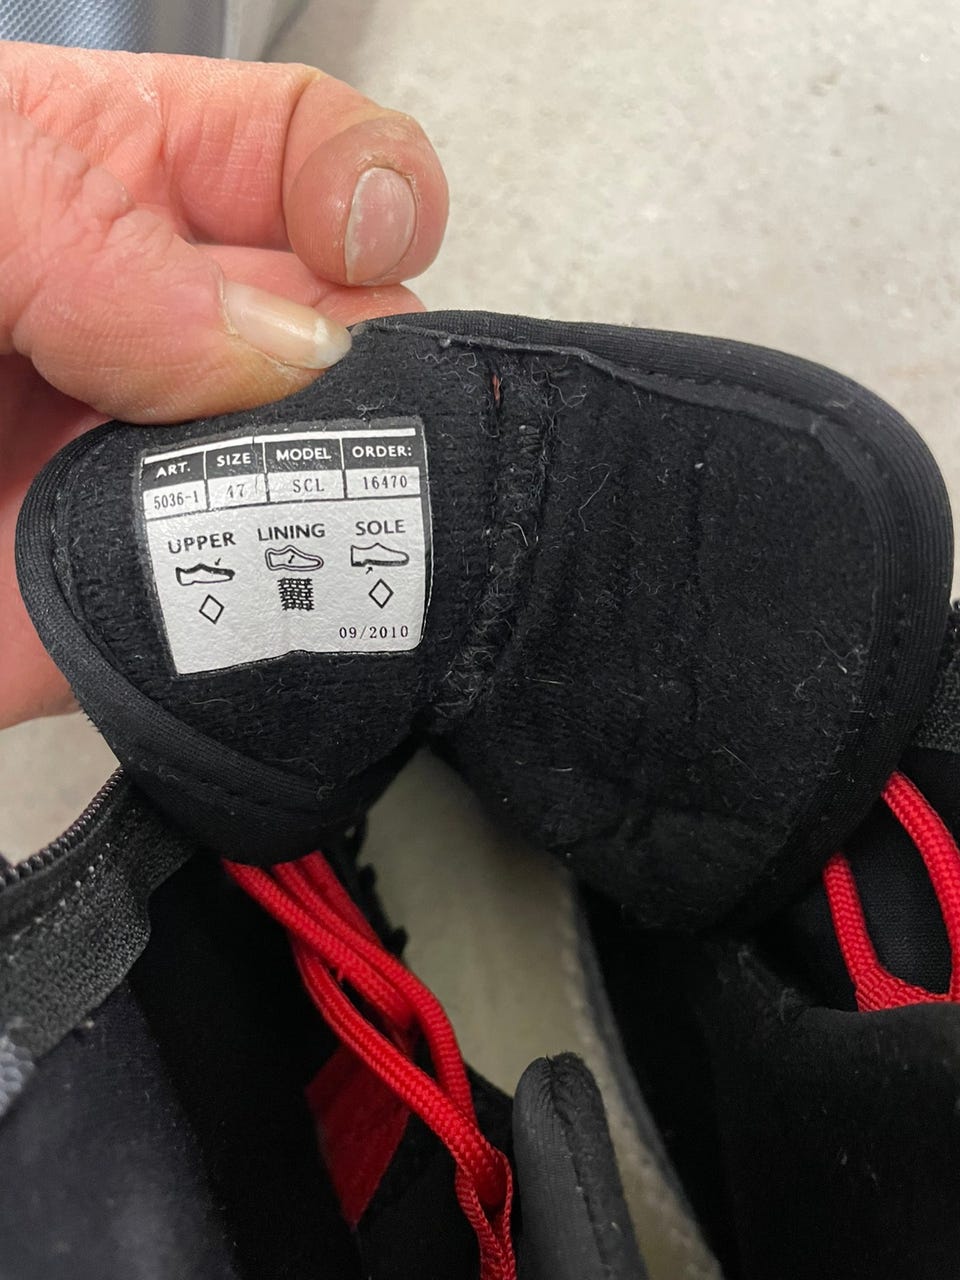 ART. SIZE MODEL ORDER:
5036-1 47 SCL 16470
UPPER LINING SOLE
09/2010